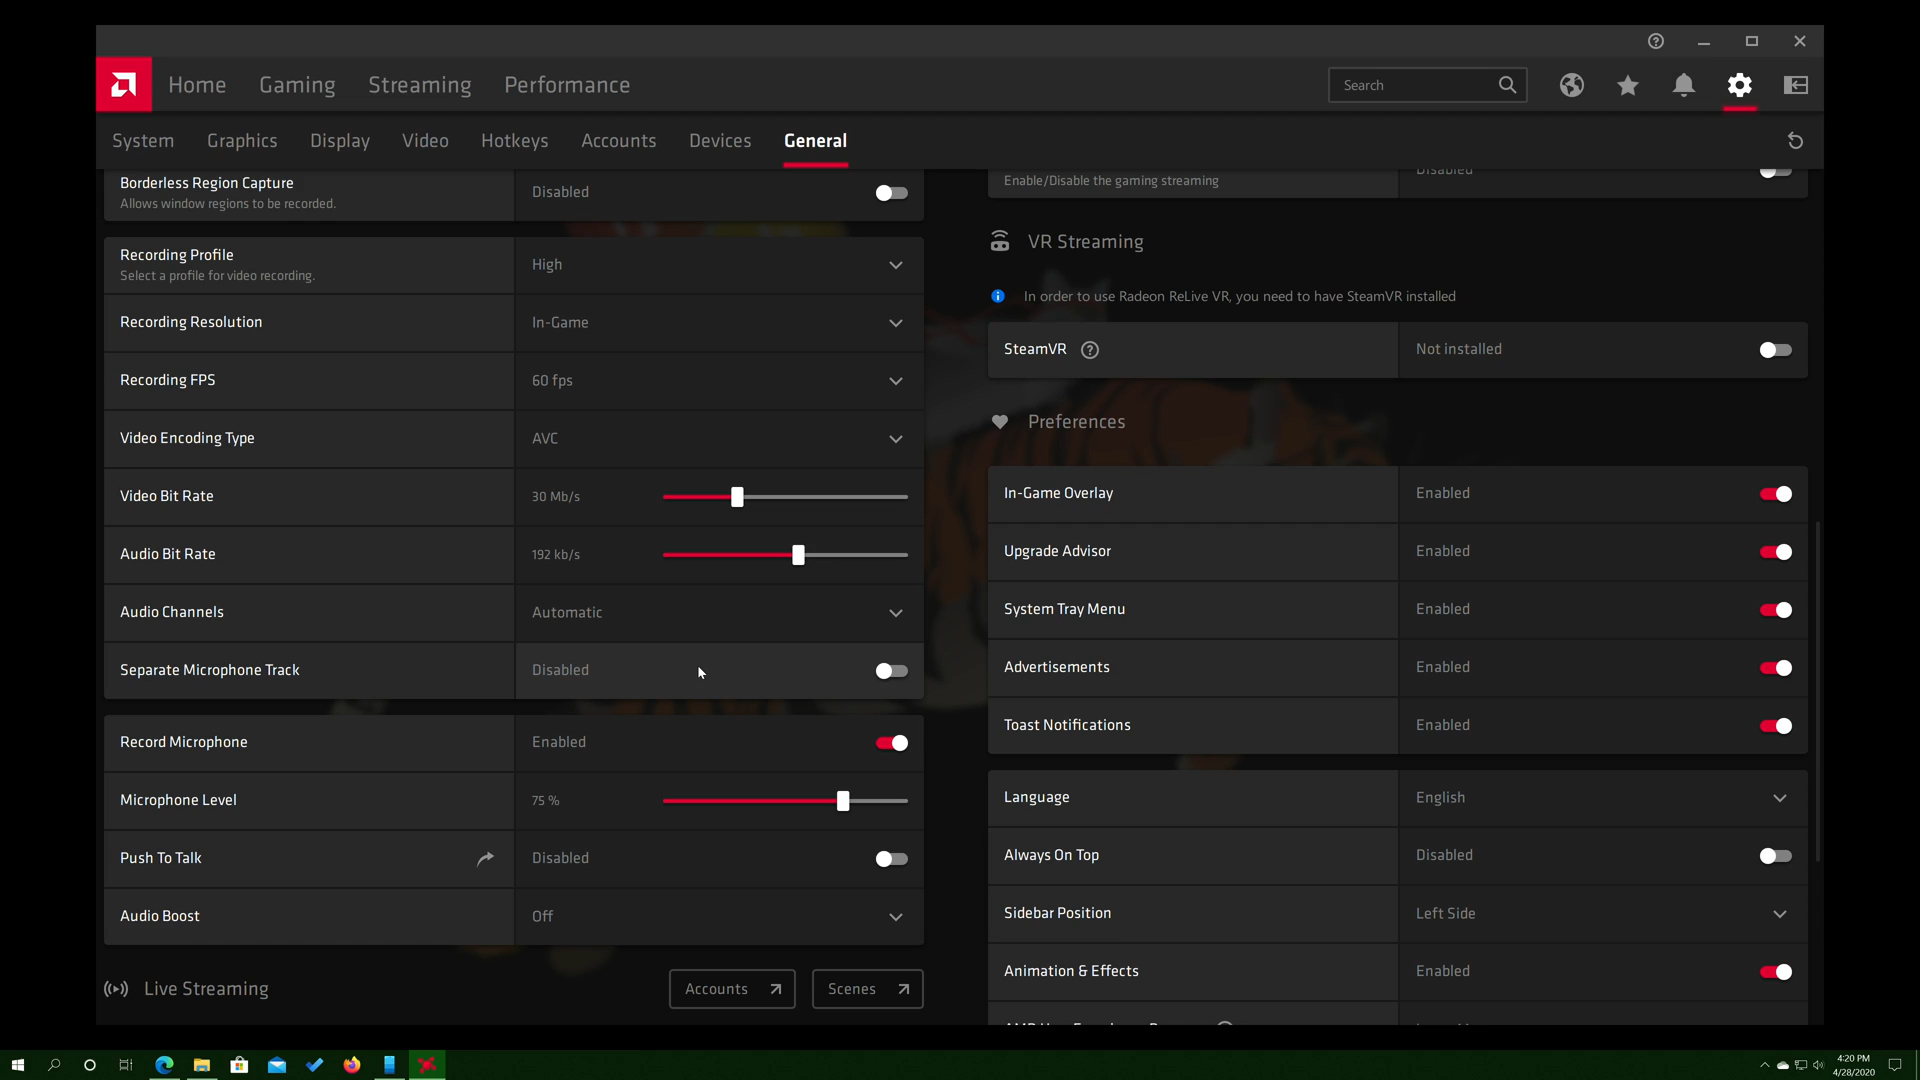 Home
Gaming
Streaming
Performance
Search
System
Graphics
Display
Video
Hotkeys
Accounts
Devices
General
Borderless Region Capture
Allows window regions to be recorded.
Disabled
Recording Profile
Select a profile for video recording.
High
Recording Resolution
In-Game
Recording FPS
60 fps
Video Encoding Type
AVC
Video Bit Rate
30 Mb/s
Audio Bit Rate
192 kb/s
Audio Channels
Automatic
Separate Microphone Track
Disabled
Record Microphone
Enabled
Microphone Level
75 %
Push To Talk
Disabled
Audio Boost
Off
Live Streaming
Accounts
Scenes
Enable/Disable the gaming streaming
Disabled
VR Streaming
In order to use Radeon ReLive VR, you need to have SteamVR installed
SteamVR
Not installed
Preferences
In-Game Overlay
Enabled
Upgrade Advisor
Enabled
System Tray Menu
Enabled
Advertisements
Enabled
Toast Notifications
Enabled
Language
English
Always On Top
Disabled
Sidebar Position
Left Side
Animation & Effects
Enabled
4:20 PM
4/28/2020